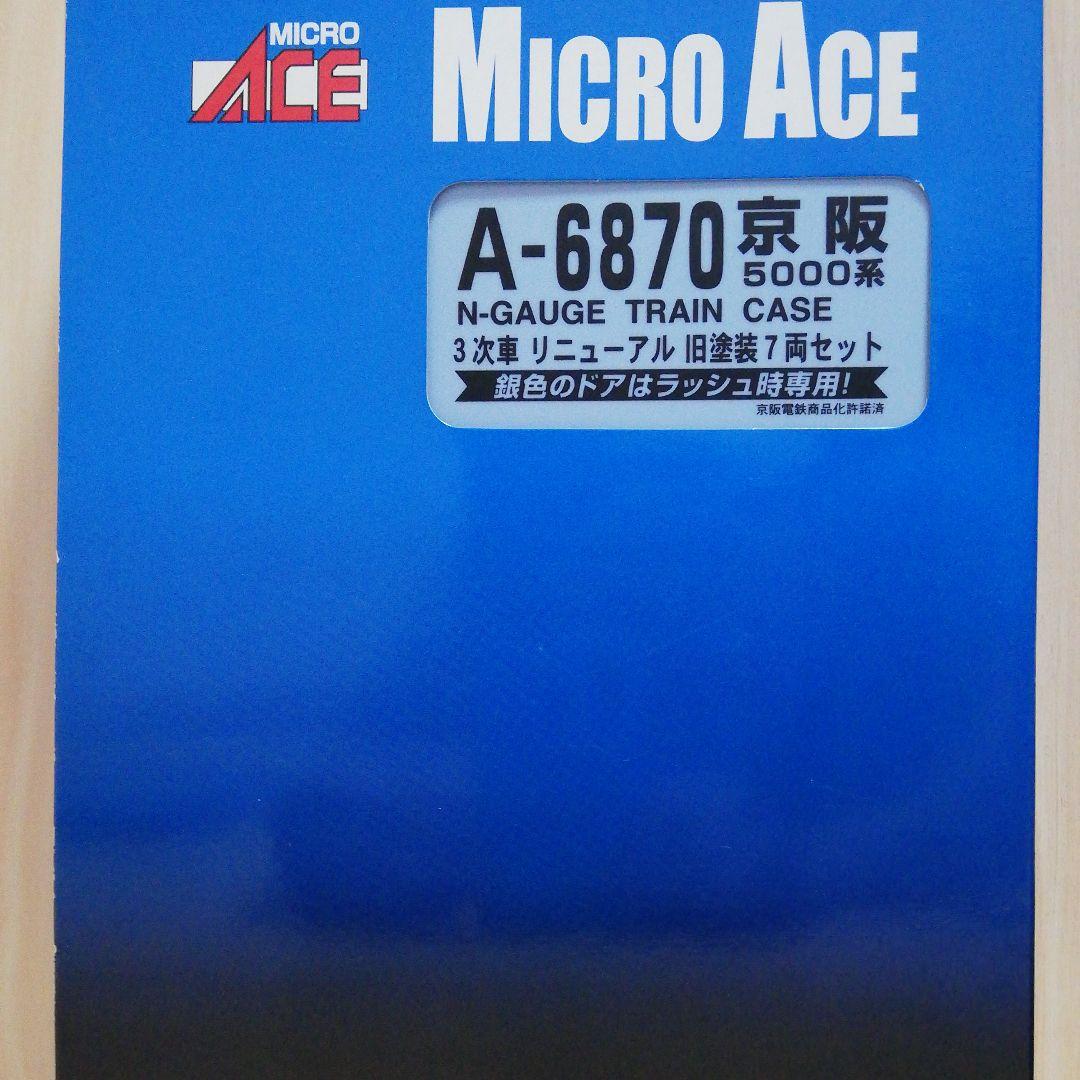 MICRO
ACE
MICRO ACE
A-6870 京阪
5000系
N-GAUGE TRAIN CASE
3次車 リニューアル 旧塗装7両セット
銀色のドアはラッシュ時専用!
京阪電鉄商品化許諾済